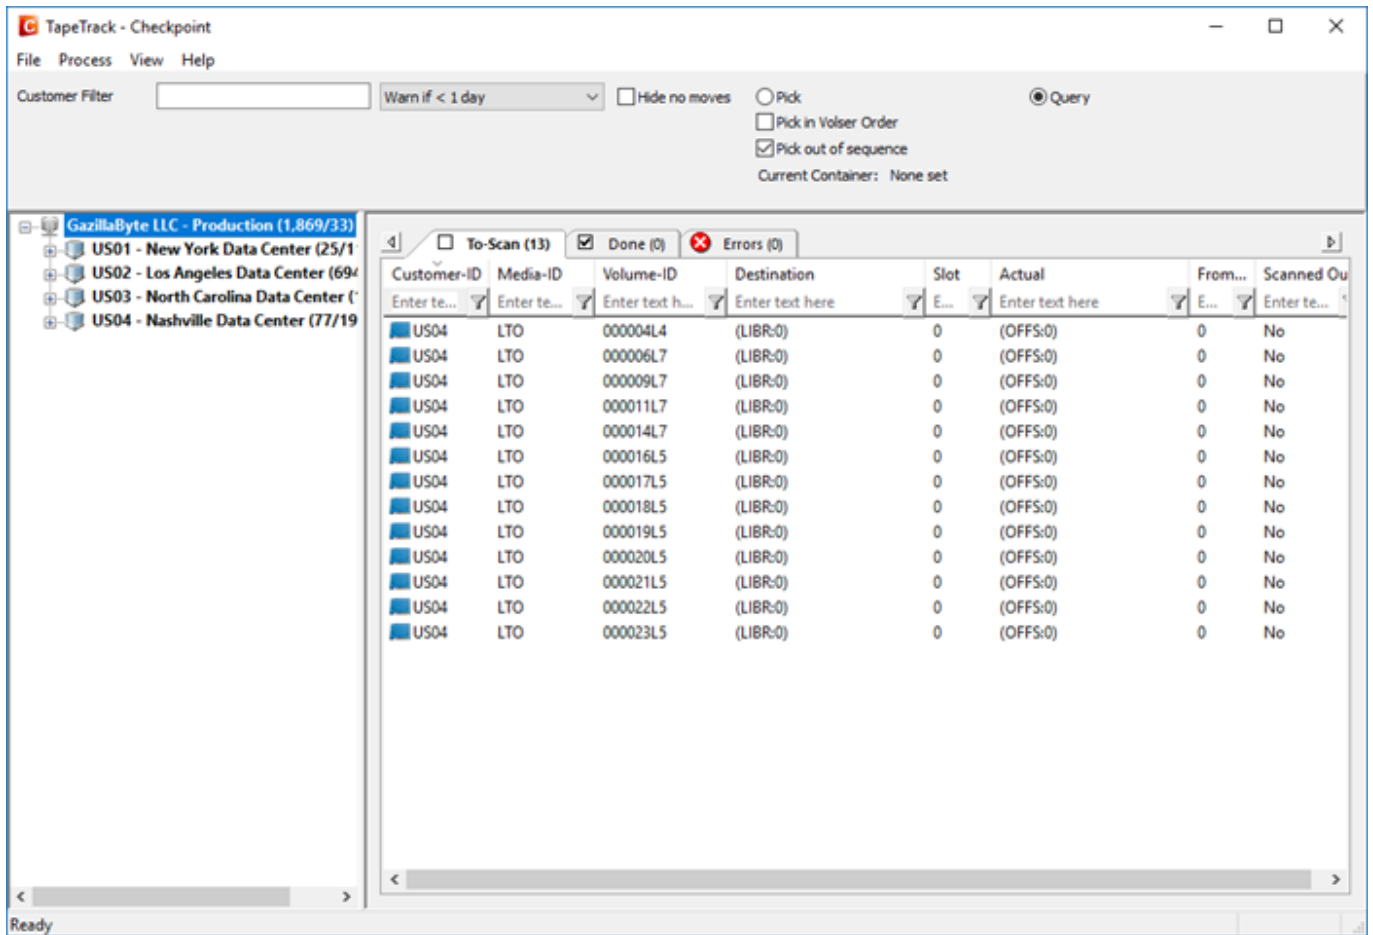 TapeTrack - Checkpoint
File Process View Help
Customer Filter Warn if < 1 day Hide no moves Pick Query
Pick in Volser Order
Pick out of sequence
Current Container: None set
GazillaByte LLC - Production (1,869/33)
US01 - New York Data Center (25/1
US02 - Los Angeles Data Center (694
US03 - North Carolina Data Center (
US04 - Nashville Data Center (77/19
To-Scan (13) Done (0) Errors (0)
Customer-ID Media-ID Volume-ID Destination Slot Actual From... Scanned Ou
Enter te... Enter te... Enter text h... Enter text here E... Enter text here E... Enter te...
US04 LTO 000004L4 (LIBR:0) 0 (OFFS:0) 0 No
US04 LTO 000006L7 (LIBR:0) 0 (OFFS:0) 0 No
US04 LTO 000009L7 (LIBR:0) 0 (OFFS:0) 0 No
US04 LTO 000011L7 (LIBR:0) 0 (OFFS:0) 0 No
US04 LTO 000014L7 (LIBR:0) 0 (OFFS:0) 0 No
US04 LTO 000016L5 (LIBR:0) 0 (OFFS:0) 0 No
US04 LTO 000017L5 (LIBR:0) 0 (OFFS:0) 0 No
US04 LTO 000018L5 (LIBR:0) 0 (OFFS:0) 0 No
US04 LTO 000019L5 (LIBR:0) 0 (OFFS:0) 0 No
US04 LTO 000020L5 (LIBR:0) 0 (OFFS:0) 0 No
US04 LTO 000021L5 (LIBR:0) 0 (OFFS:0) 0 No
US04 LTO 000022L5 (LIBR:0) 0 (OFFS:0) 0 No
US04 LTO 000023L5 (LIBR:0) 0 (OFFS:0) 0 No
Ready